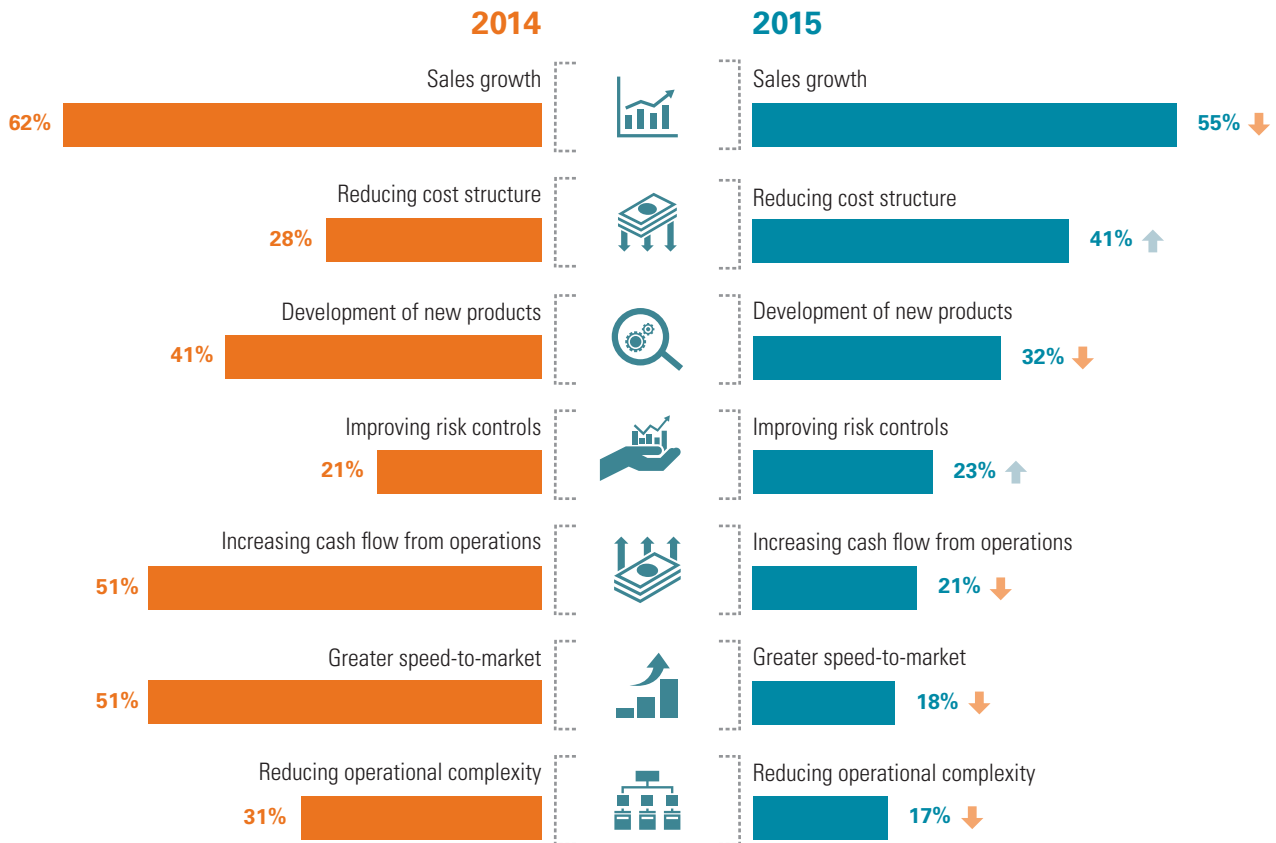 2014
2015
Sales growth
62%
Sales growth
55%
Reducing cost structure
28%
Reducing cost structure
41%
Development of new products
41%
Development of new products
32%
Improving risk controls
21%
Improving risk controls
23%
Increasing cash flow from operations
51%
Increasing cash flow from operations
21%
Greater speed-to-market
51%
Greater speed-to-market
18%
Reducing operational complexity
31%
Reducing operational complexity
17%